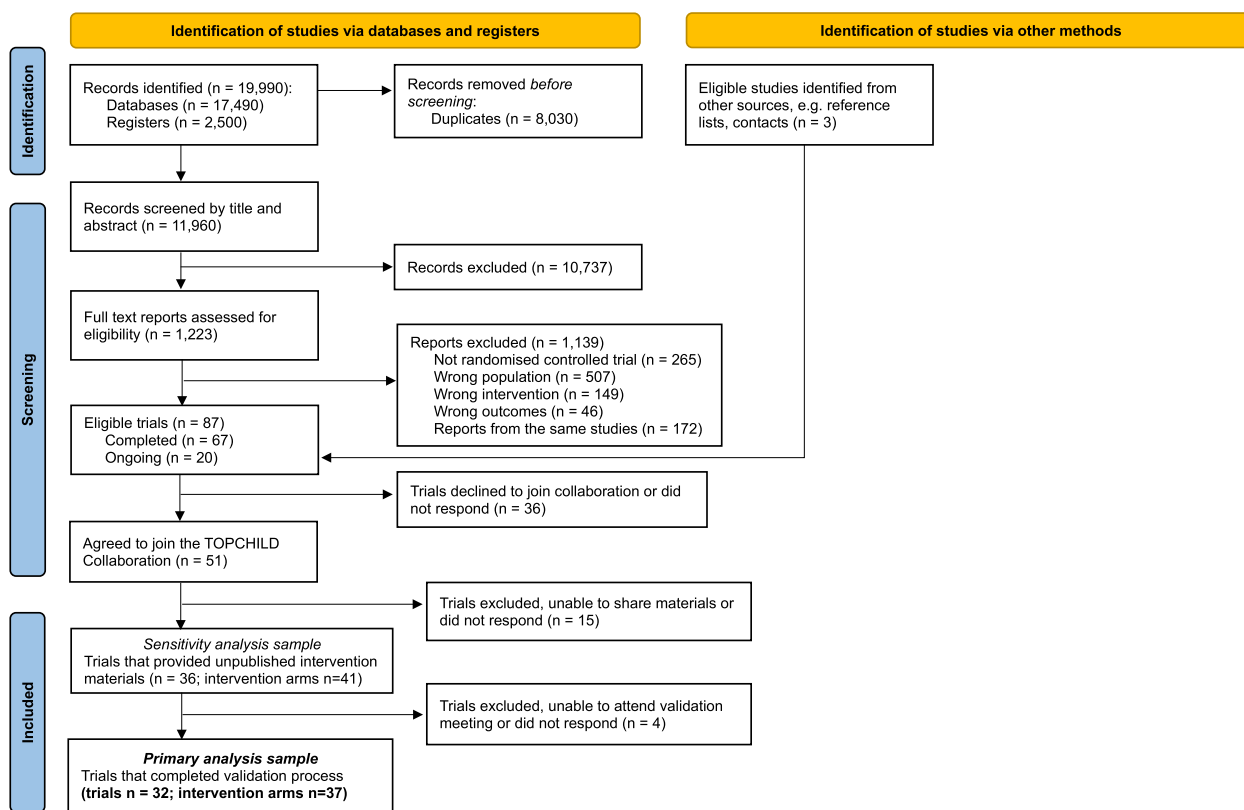 Identification of studies via databases and registers
Identification of studies via other methods
Identification
Records identified (n = 19,990):
Databases (n = 17,490)
Registers (n = 2,500)
Records removed before
screening:
Duplicates (n = 8,030)
Eligible studies identified from
other sources, e.g. reference
lists, contacts (n = 3)
Screening
Records screened by title and
abstract (n = 11,960)
Records excluded (n = 10,737)
Full text reports assessed for
eligibility (n = 1,223)
Reports excluded (n = 1,139)
Not randomised controlled trial (n = 265)
Wrong population (n = 507)
Wrong intervention (n = 149)
Wrong outcomes (n = 46)
Reports from the same studies (n = 172)
Eligible trials (n = 87)
Completed (n = 67)
Ongoing (n = 20)
Trials declined to join collaboration or did
not respond (n = 36)
Agreed to join the TOPCHILD
Collaboration (n = 51)
Trials excluded, unable to share materials or
did not respond (n = 15)
Included
Sensitivity analysis sample
Trials that provided unpublished intervention
materials (n = 36; intervention arms n=41)
Trials excluded, unable to attend validation
meeting or did not respond (n = 4)
Primary analysis sample
Trials that completed validation process
(trials n = 32; intervention arms n=37)